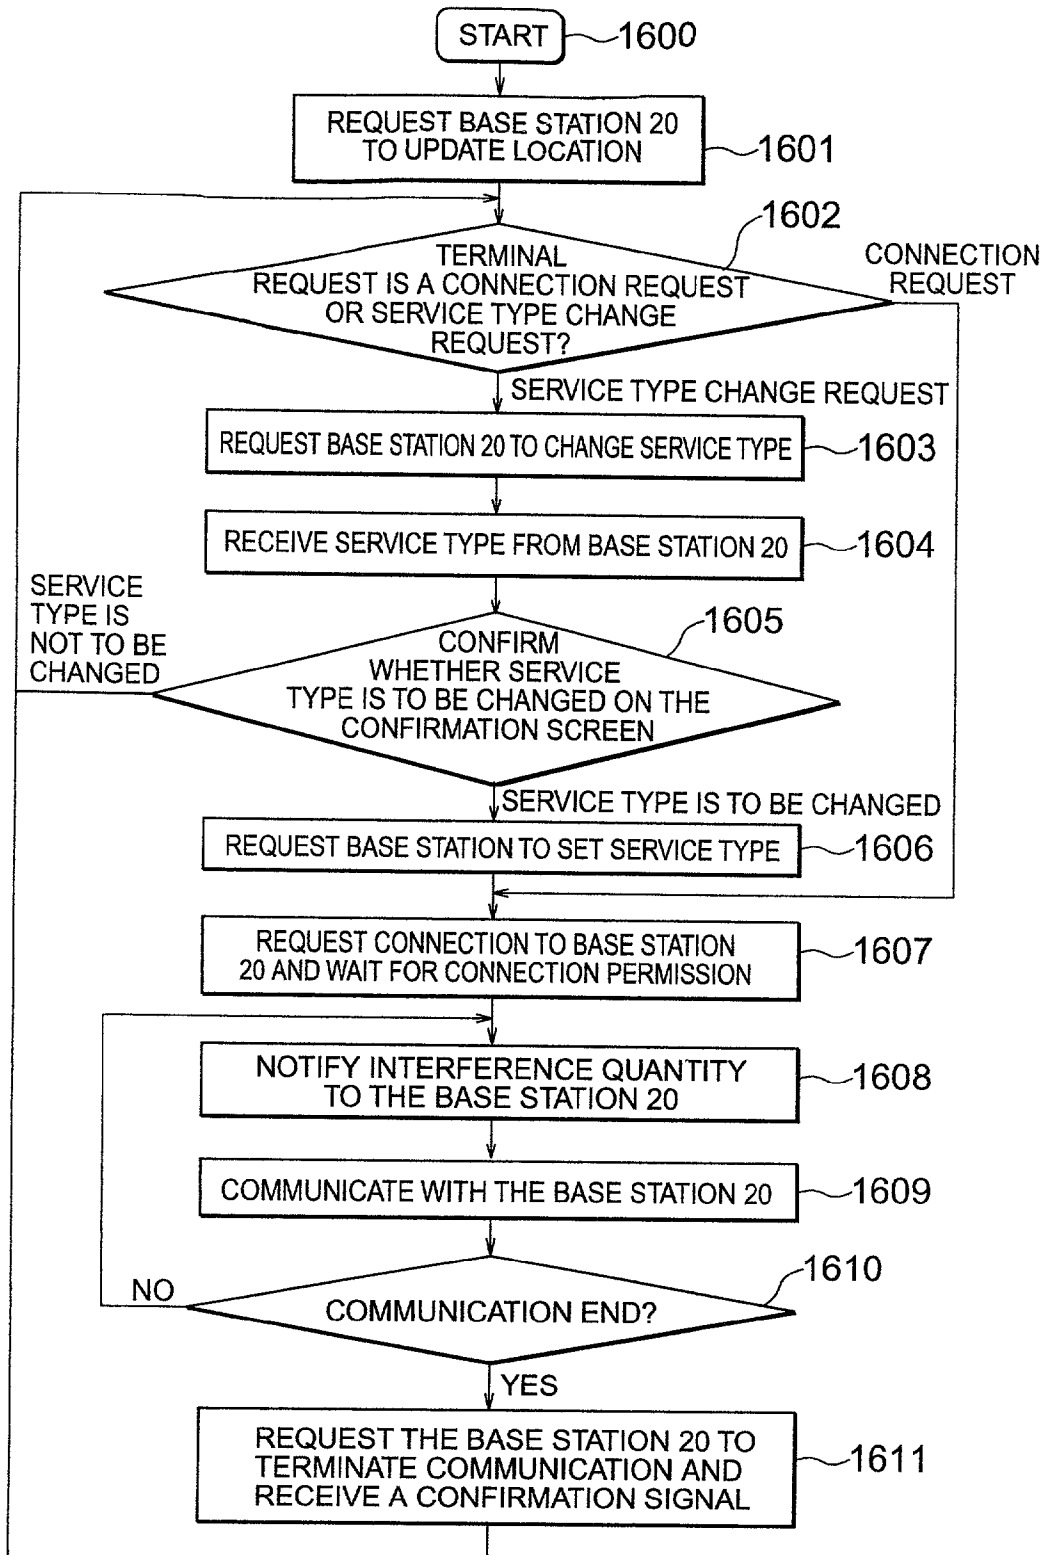 START
1600
REQUEST BASE STATION 20
TO UPDATE LOCATION
1601
1602
TERMINAL
REQUEST IS A CONNECTION REQUEST
OR SERVICE TYPE CHANGE
REQUEST?
CONNECTION
REQUEST
SERVICE TYPE CHANGE REQUEST
REQUEST BASE STATION 20 TO CHANGE SERVICE TYPE
1603
RECEIVE SERVICE TYPE FROM BASE STATION 20
1604
SERVICE
TYPE IS
NOT TO BE
CHANGED
1605
CONFIRM
WHETHER SERVICE
TYPE IS TO BE CHANGED ON THE
CONFIRMATION SCREEN
SERVICE TYPE IS TO BE CHANGED
REQUEST BASE STATION TO SET SERVICE TYPE
1606
REQUEST CONNECTION TO BASE STATION
20 AND WAIT FOR CONNECTION PERMISSION
1607
NOTIFY INTERFERENCE QUANTITY
TO THE BASE STATION 20
1608
COMMUNICATE WITH THE BASE STATION 20
1609
1610
NO
COMMUNICATION END?
YES
REQUEST THE BASE STATION 20 TO
TERMINATE COMMUNICATION AND
RECEIVE A CONFIRMATION SIGNAL
1611